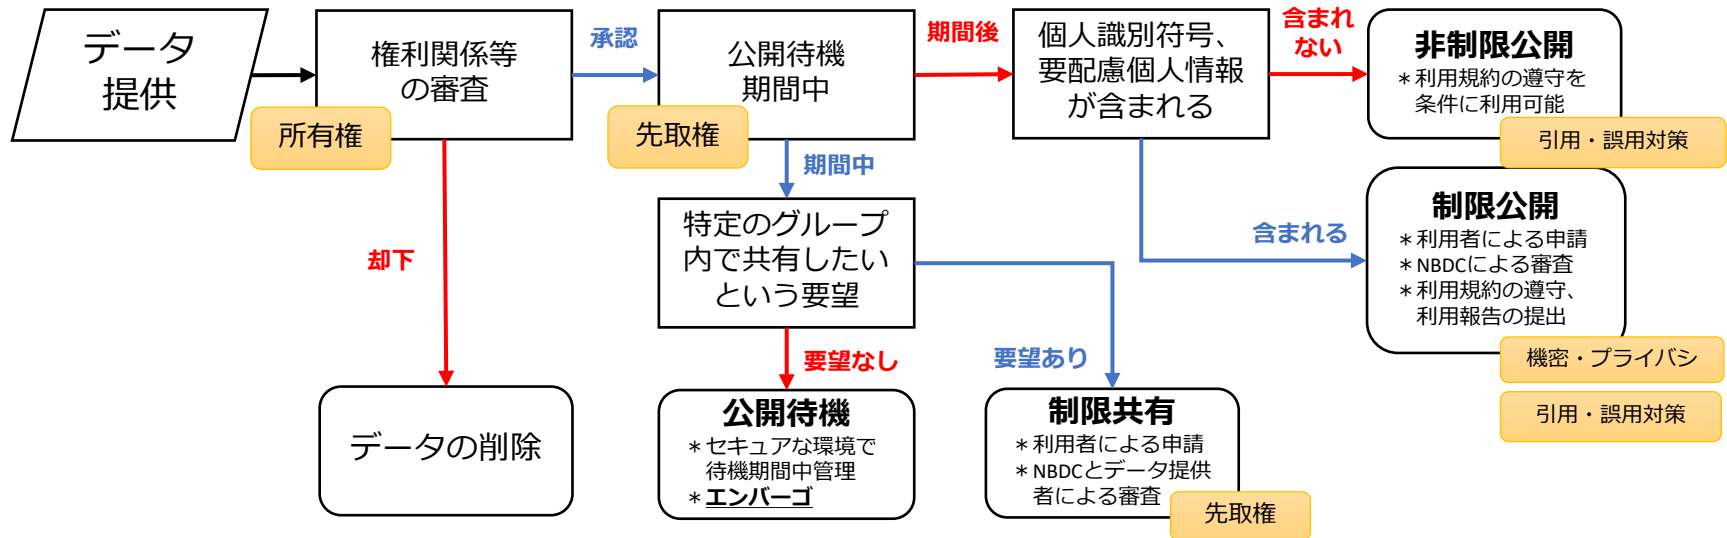 データ
提供
権利関係等
の審査
所有権
承認
公開待機
期間中
先取権
期間後
個人識別符号、
要配慮個人情報
が含まれる
含まれ
ない
非制限公開
＊利用規約の遵守を
条件に利用可能
引用・誤用対策
期間中
含まれる
制限公開
＊利用者による申請
＊NBDCによる審査
＊利用規約の遵守、
利用報告の提出
機密・プライバシ
引用・誤用対策
却下
特定のグループ
内で共有したい
という要望
要望なし
要望あり
データの削除
公開待機
＊セキュアな環境で
待機期間中管理
＊エンバーゴ
制限共有
＊利用者による申請
＊NBDCとデータ提供
者による審査
先取権